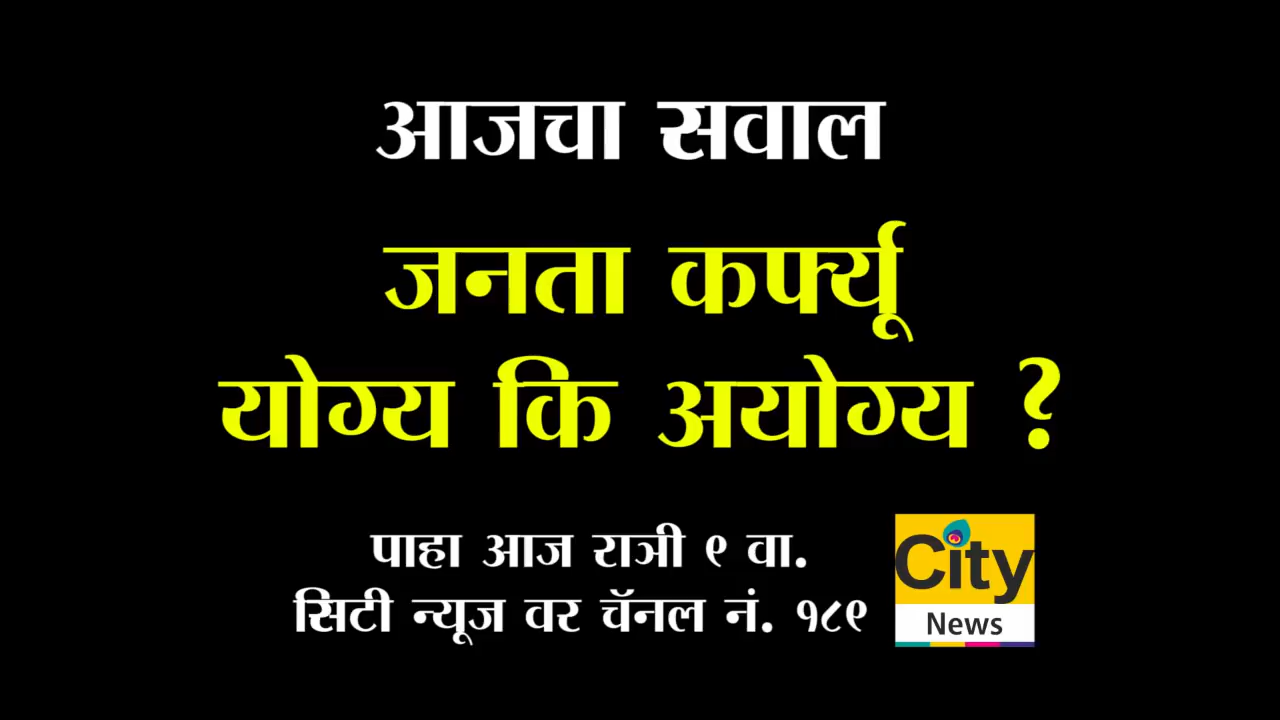 आजचा सवाल
जनता कर्फ्यू
योग्य कि अयोग्य ?
पाहा आज रात्री ९ वा.
सिटी न्यूज वर चॅनल नं. १८९
City
News